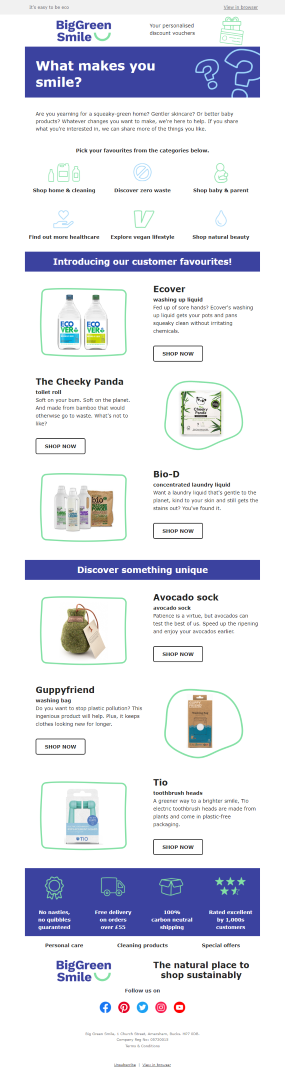 It's easy to be eco
View in browser
BigGreen
Smile
Your personalised
discount vouchers
What makes you
smile?
Are you yearning for a squeaky-green home? Gentler skincare? Or better
baby products? Whatever changes you want to make, we're here to help. If you share
what you're interested in, we can share more of the things you like.
Pick your favourites from the categories below.
Shop home & cleaning
Discover zero waste
Shop baby & parent
Find out more healthcare
Explore vegan lifestyle
Shop natural beauty
Introducing our customer favourites!
Ecover
washing up liquid
Fed up of sore hands? Ecover's washing
up liquid gets your pots and pans
squeaky clean without irritating
chemicals.
SHOP NOW
ECO
VER
ECO
VER
The Cheeky Panda
toilet roll
Soft on your bum. Soft on the planet.
And made from bamboo that would
otherwise go to waste. What's not to
like?
SHOP NOW
Cheeky
Panda
Bio-D
concentrated laundry liquid
Want a laundry liquid that's gentle to the
planet, kind to your skin and still gets the
stains out? You've found it.
SHOP NOW
Discover something unique
Avocado sock
avocado sock
Patience is a virtue, but avocados can
test the best of us. Speed up the ripening
and enjoy your avocados earlier.
SHOP NOW
Guppyfriend
washing bag
Do you want to stop plastic pollution? This
ingenious product will help. Plus, it keeps
clothes looking new for longer.
SHOP NOW
Tio
toothbrush heads
A greener way to a brighter smile, Tio
electric toothbrush heads are made from
plants and come in plastic-free
packaging.
SHOP NOW
TIO
No nasties,
no quibbles
guaranteed
Free delivery
on orders
over £55
100%
carbon neutral
shipping
Rated excellent
by 1,000s
customers
Personal care
Cleaning products
Special offers
BigGreen
Smile
The natural place to
shop sustainably
Follow us on
Terms & Conditions
Unsubscribe | View in browser